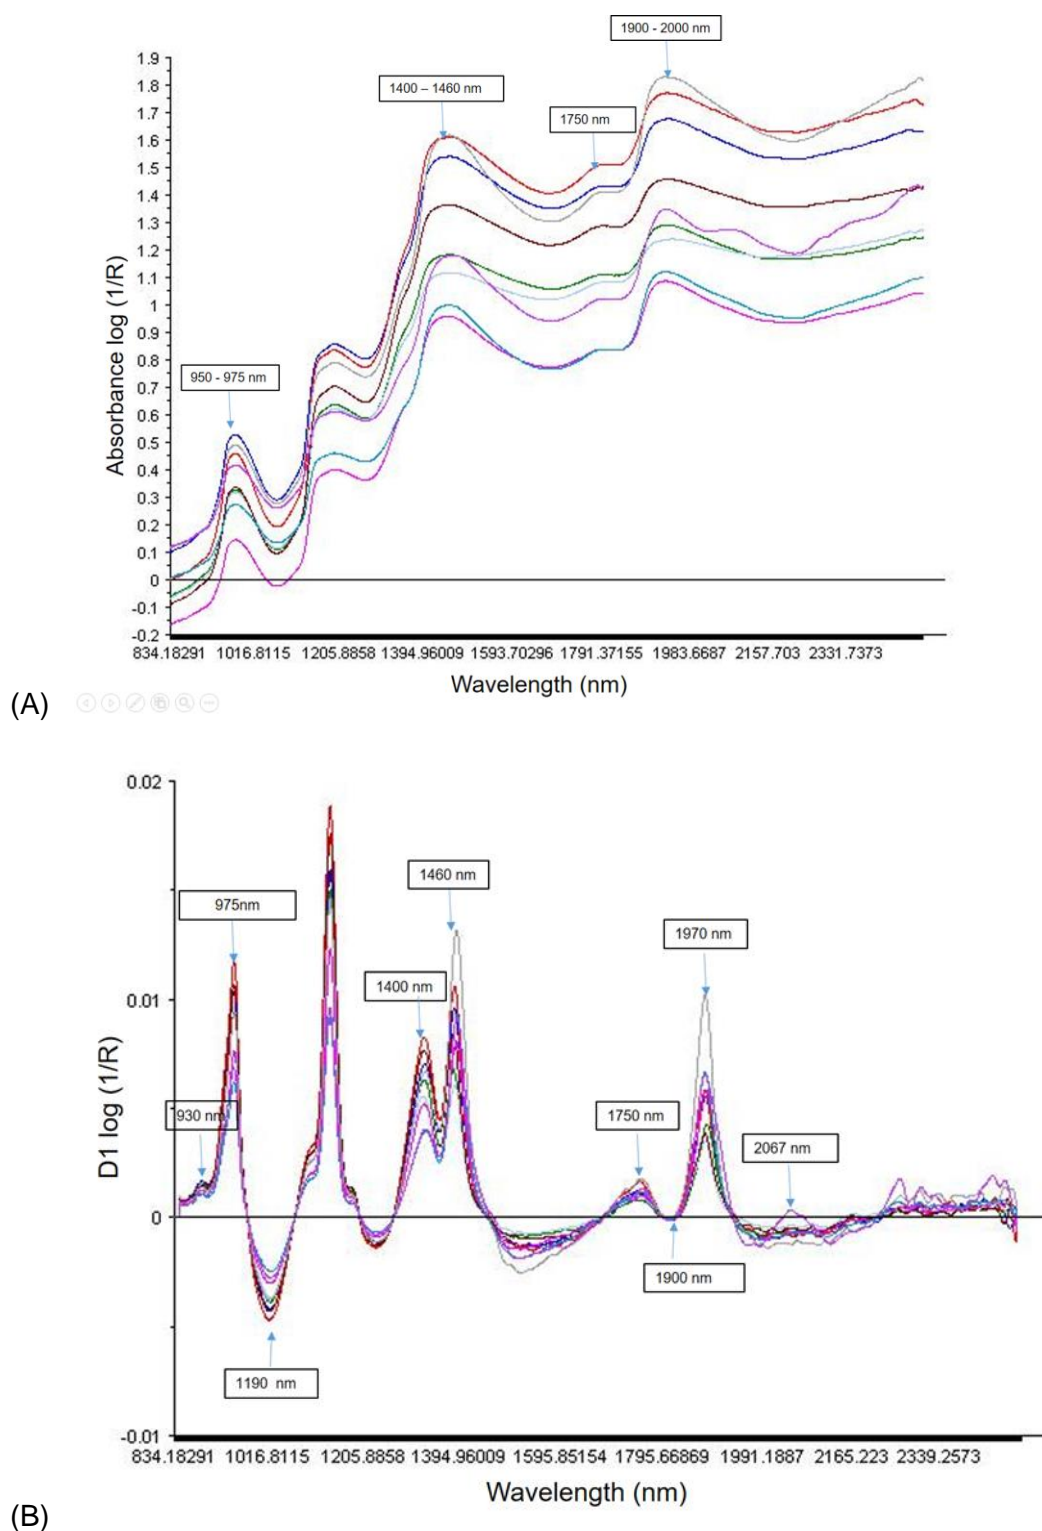 1900 - 2000 nm
1400 – 1460 nm
1750 nm
950 - 975 nm
Absorbance log (1/R)
1.9
1.8
1.7
1.6
1.5
1.4
1.3
1.2
1.1
1
0.9
0.8
0.7
0.6
0.5
0.4
0.3
0.2
0.1
0
-0.1
-0.2
834.18291 1016.8115 1205.8858 1394.96009 1593.70296 1791.37155 1983.6687 2157.703 2331.7373
Wavelength (nm)
(A)
0.02
1460 nm
975nm
1970 nm
1400 nm
0.01
D1 log (1/R)
930 nm
1750 nm
2067 nm
0
1900 nm
1190 nm
-0.01
834.18291 1016.8115 1205.8858 1394.96009 1595.85154 1795.66869 1991.1887 2165.223 2339.2573
Wavelength (nm)
(B)